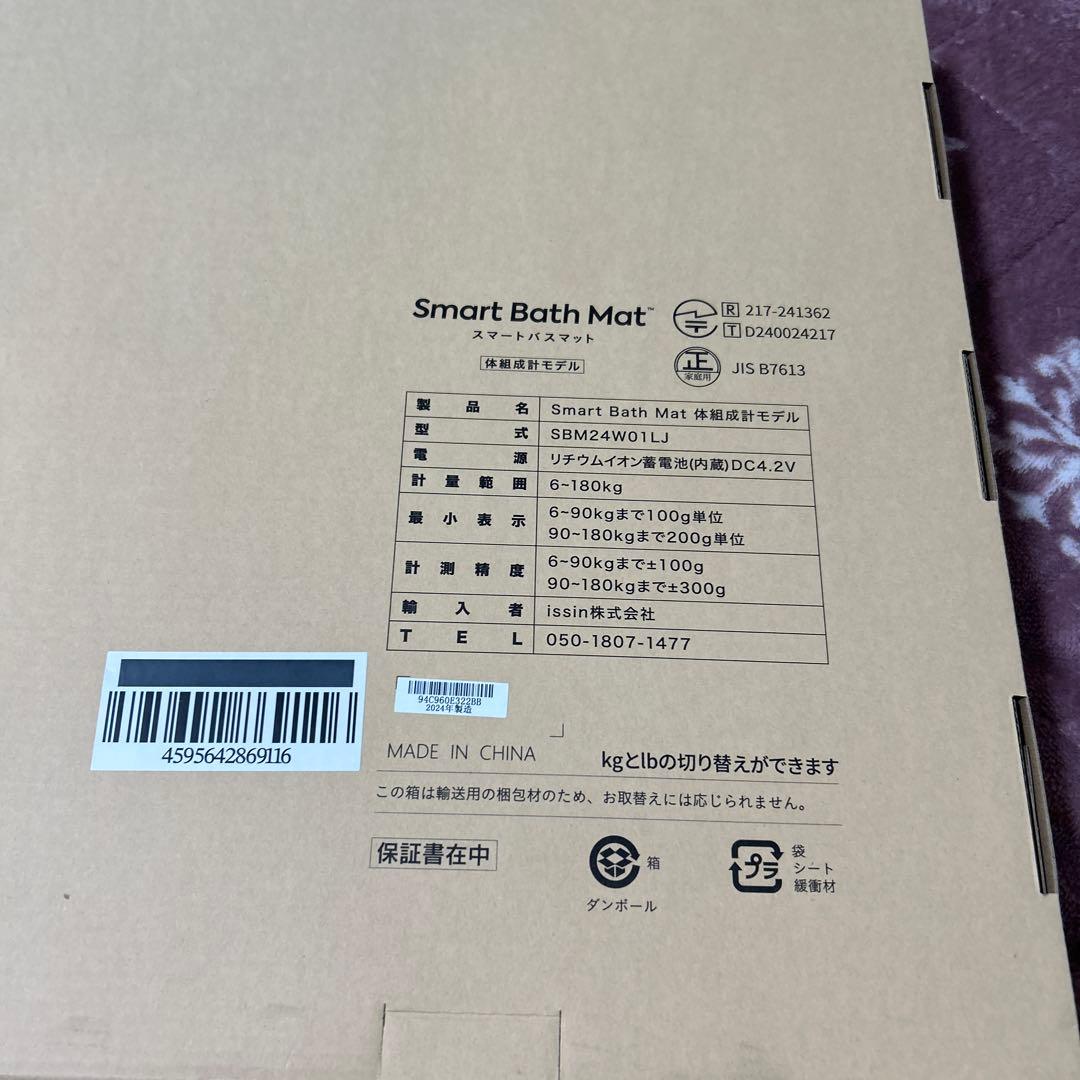 Smart Bath Mat™
スマートバスマット
体組成計モデル
R 217-241362
T D240024217
正
家庭用
JIS B7613
製品名 Smart Bath Mat 体組成計モデル
型式 SBM24W01LJ
電源 リチウムイオン蓄電池(内蔵)DC4.2V
計量範囲 6~180kg
最小表示 6~90kgまで100g単位
90~180kgまで200g単位
計測精度 6~90kgまで±100g
90~180kgまで±300g
輸入者 issin株式会社
TEL 050-1807-1477
94C960E322BB
2024年製造
4595642869116
MADE IN CHINA
kgとlbの切り替えができます
この箱は輸送用の梱包材のため、お取替えには応じられません。
保証書在中
箱
ダンボール
プラ
袋
シート
緩衝材